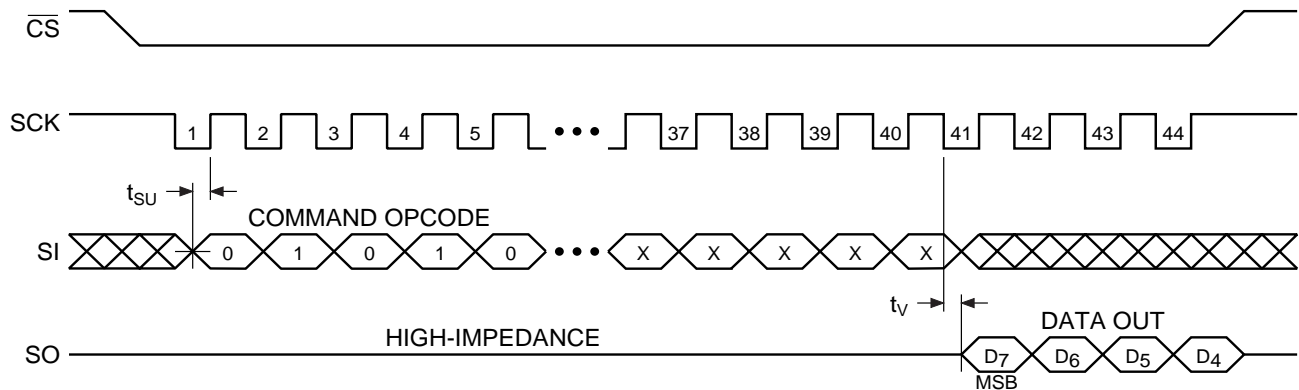 CS
SCK 1 2 3 4 5 ••• 37 38 39 40 41 42 43 44
tSU
COMMAND OPCODE
SI 0 1 0 1 0 ••• X X X X X
tV
HIGH-IMPEDANCE DATA OUT
SO D7 D6 D5 D4
MSB